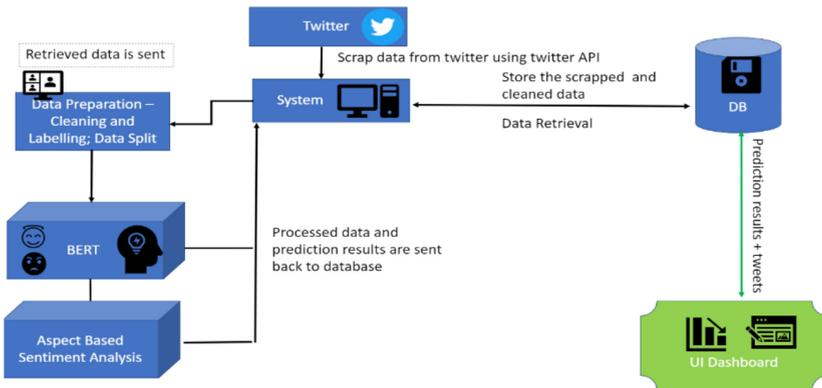 Twitter
Retrieved data is sent
Scrap data from twitter using twitter API
Data Preparation –
Cleaning and
Labelling; Data Split
System
Store the scrapped and
cleaned data
Data Retrieval
DB
BERT
Processed data and
prediction results are sent
back to database
Prediction results + tweets
Aspect Based
Sentiment Analysis
UI Dashboard